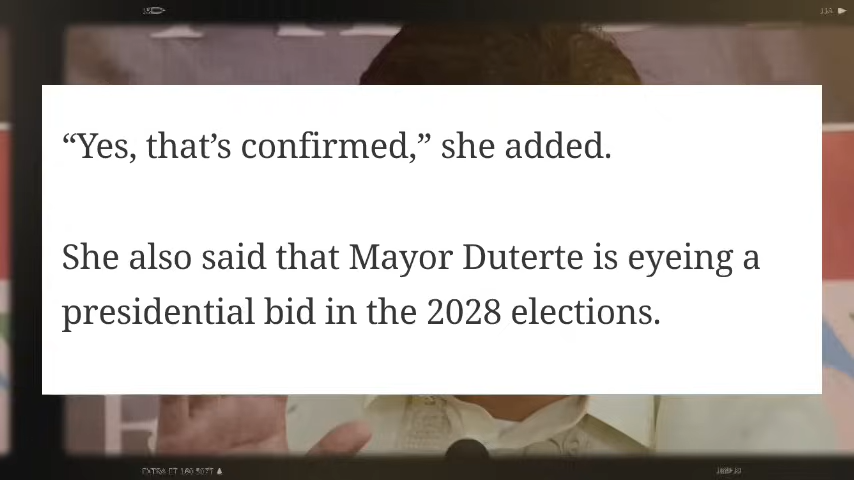 “Yes, that’s confirmed,” she added.
She also said that Mayor Duterte is eyeing a
presidential bid in the 2028 elections.